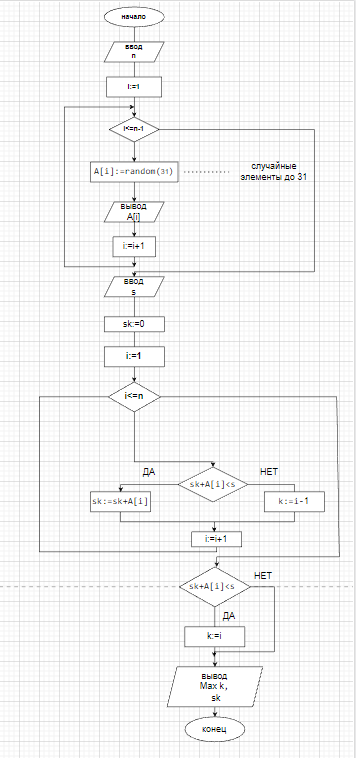 начало
ввод
n
I:=1
I<=n-1
A[i]:=random(31)
случайные
элементы до 31
вывод
A[i]
i:=i+1
ввод
s
sk:=0
i:=1
i<=n
sk+A[i]<s
ДА
НЕТ
sk:=sk+A[i]
k:=i-1
i:=i+1
sk+A[i]<s
НЕТ
ДА
k:=i
вывод
Max k,
sk
конец